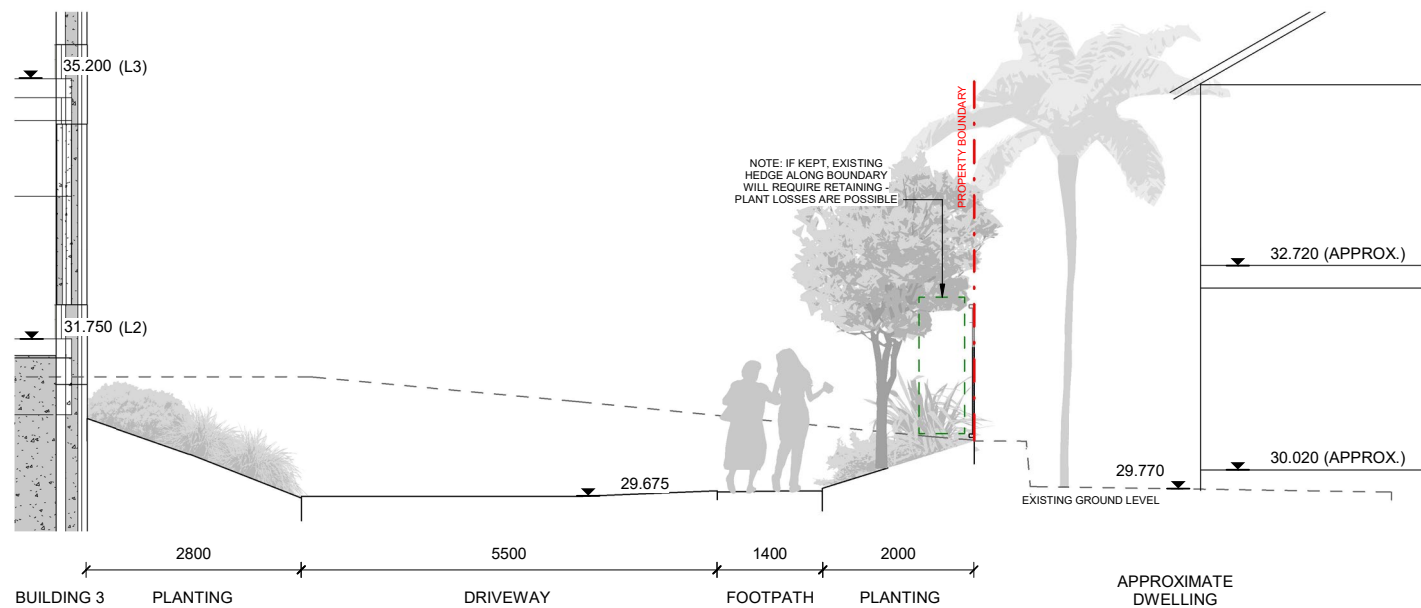 35.200 (L3)
PROPERTY BOUNDARY
NOTE: IF KEPT, EXISTING
HEDGE ALONG BOUNDARY
WILL REQUIRE RETAINING -
PLANT LOSSES ARE POSSIBLE
32.720 (APPROX.)
31.750 (L2)
29.675
29.770
30.020 (APPROX.)
EXISTING GROUND LEVEL
2800
5500
1400
2000
BUILDING 3
PLANTING
DRIVEWAY
FOOTPATH
PLANTING
APPROXIMATE
DWELLING